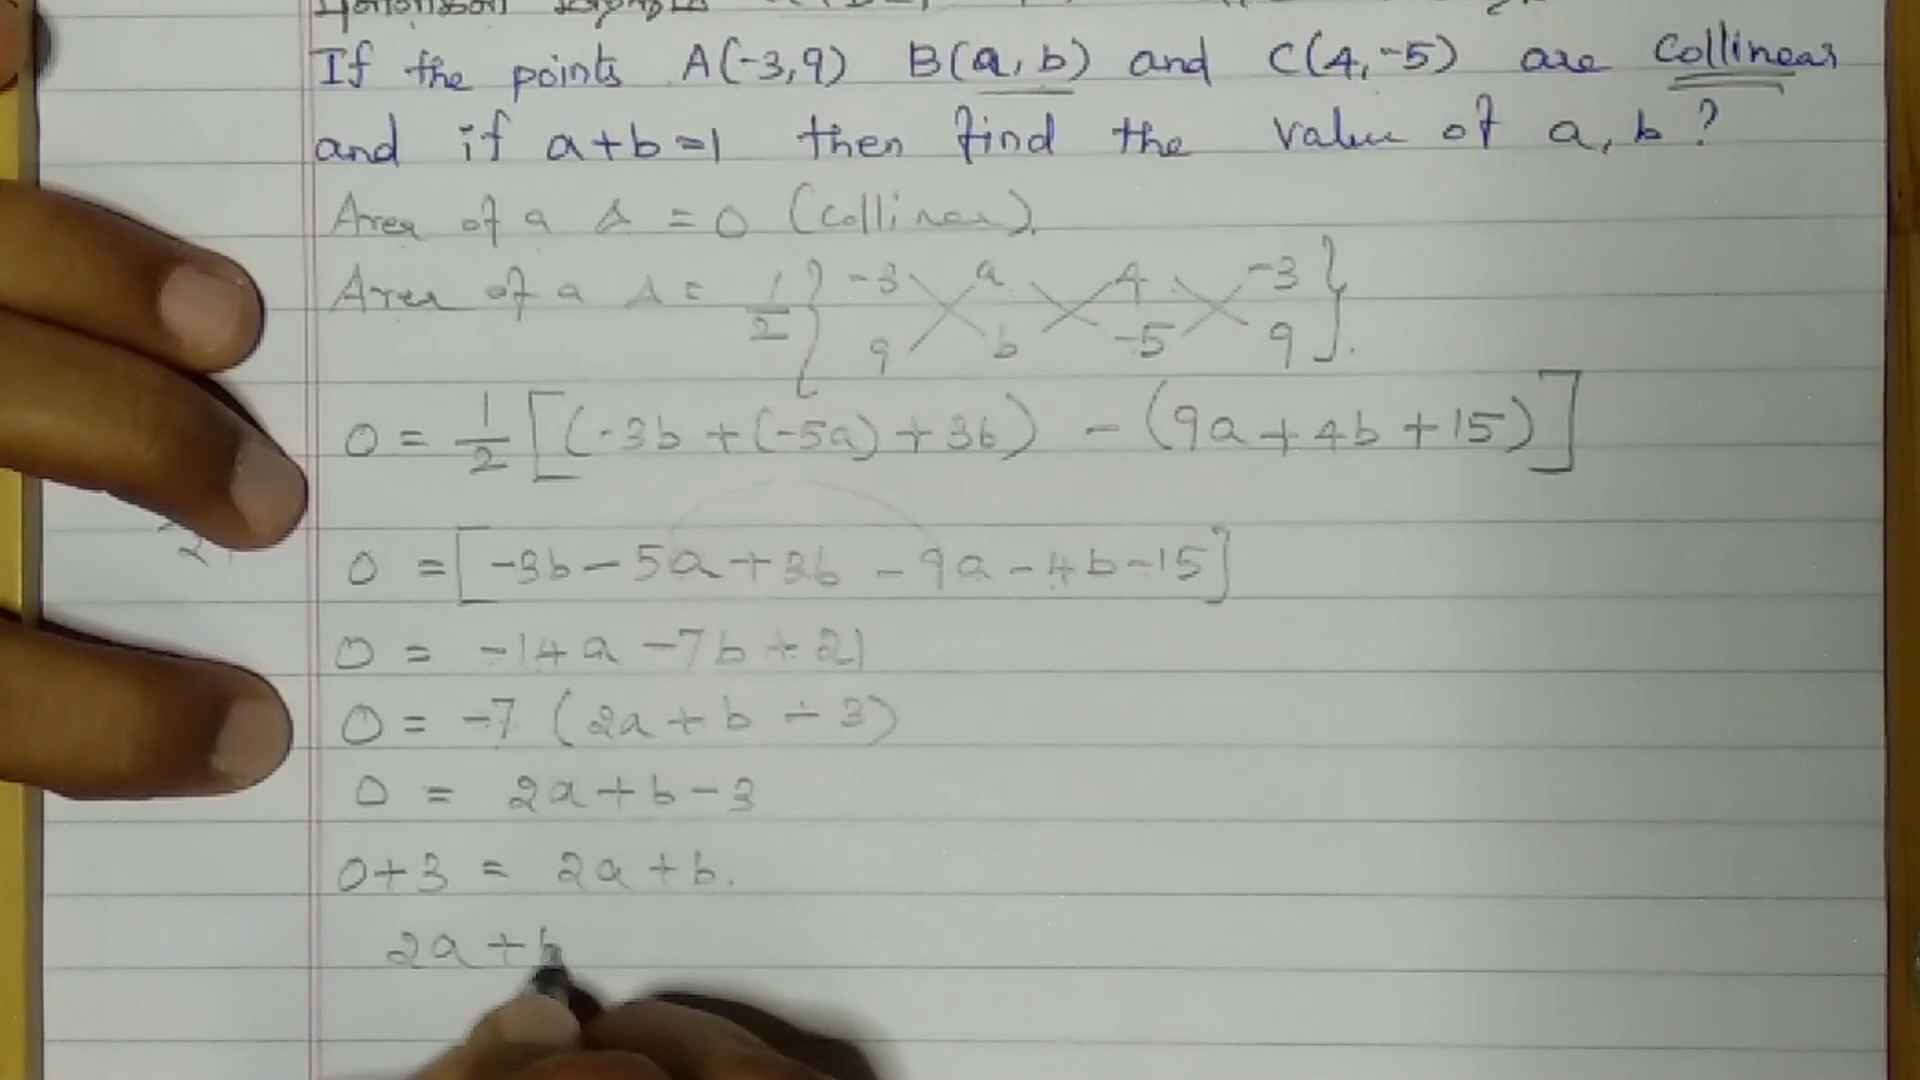 If the points A(-3,9) B(a,b) and C(4,-5) are collinear
and if a+b=1 then find the value of a, b?
Area of a Δ = 0 (collinear).
Area of a Δ = 1/2 { -3 a 4 -3 }
9 b -5 9
0 = 1/2 [(-3b + (-5a) + 36) - (9a + 4b + 15)]
0 = [-3b - 5a + 36 - 9a - 4b - 15]
0 = -14a - 7b + 21
0 = -7 (2a + b - 3)
0 = 2a + b - 3
0+3 = 2a + b.
2a + b